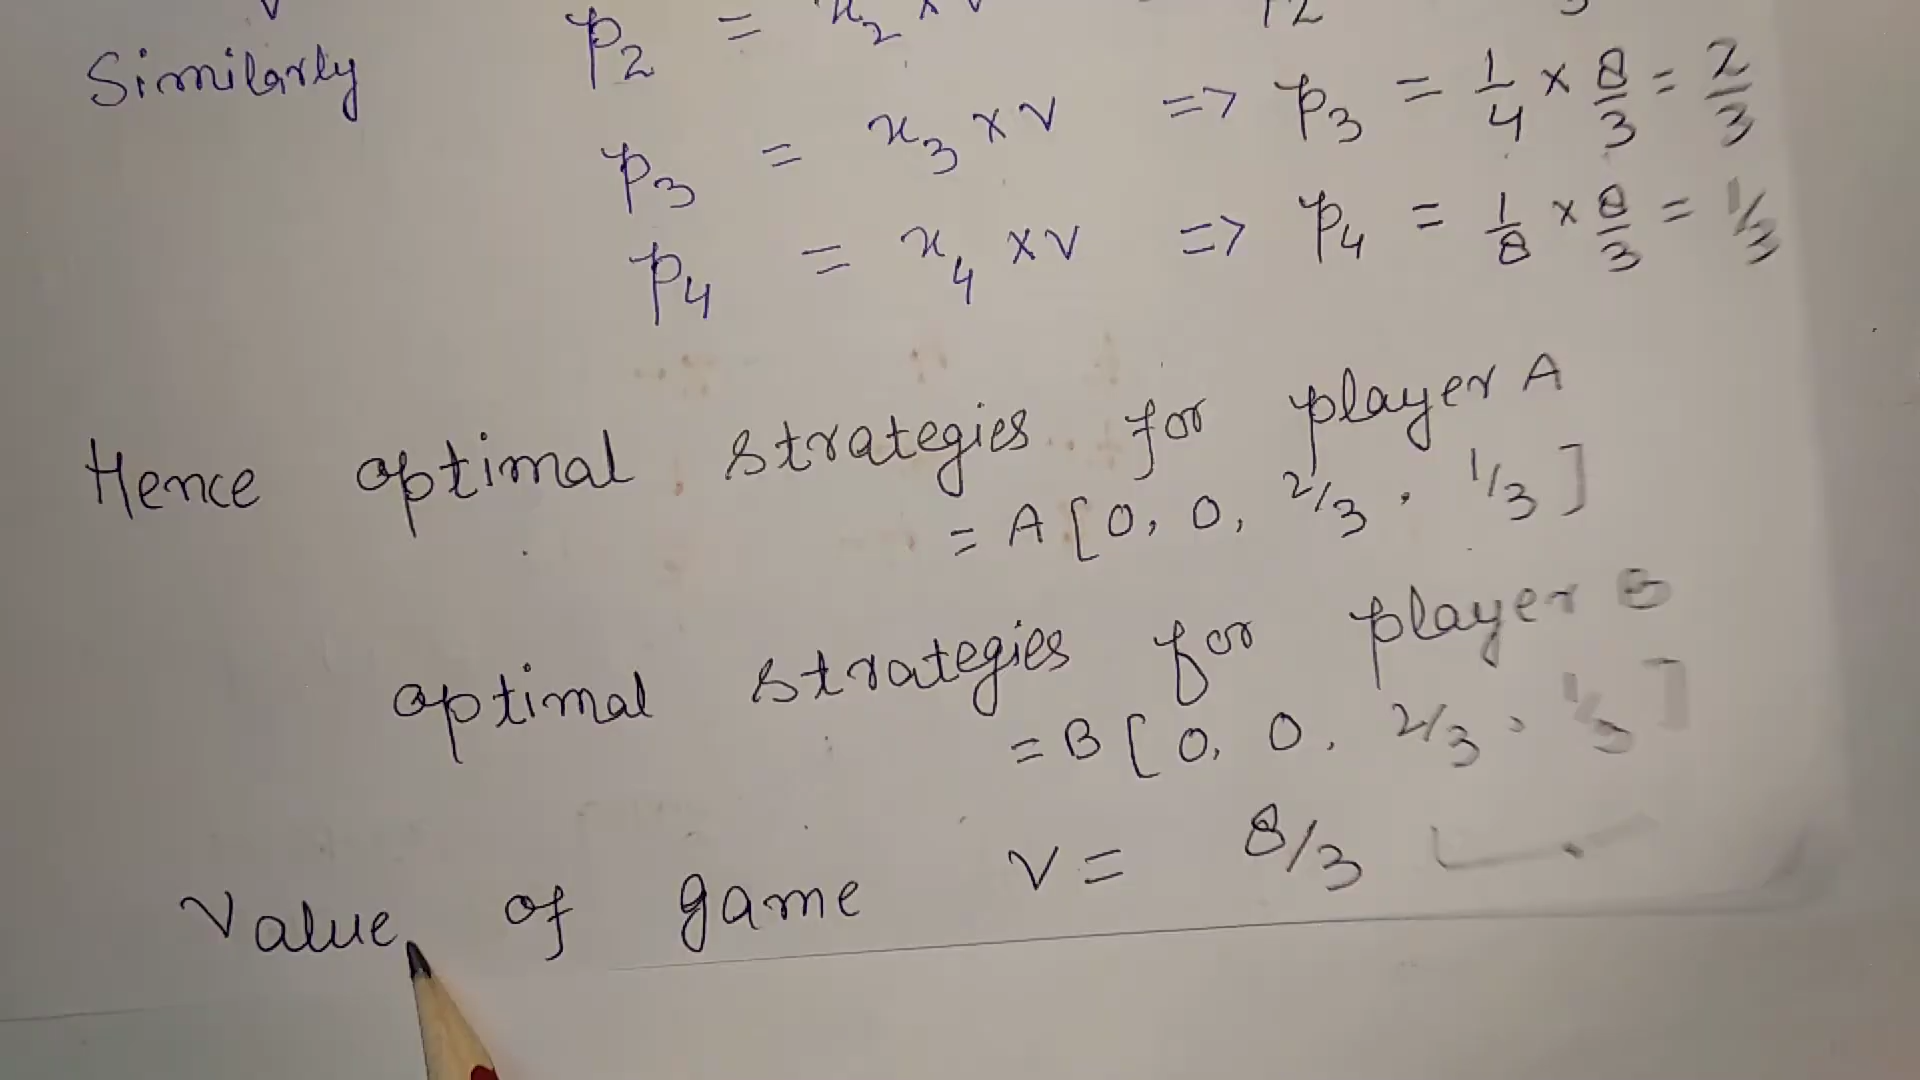 Similarly p2 = x2 × v
p3 = x3 × v => p3 = 1/4 × 8/3 = 2/3
p4 = x4 × v => p4 = 1/8 × 8/3 = 1/3
Hence optimal strategies for player A
= A [0, 0, 2/3, 1/3]
optimal strategies for player B
= B [0, 0, 2/3, 1/3]
Value of game v = 8/3